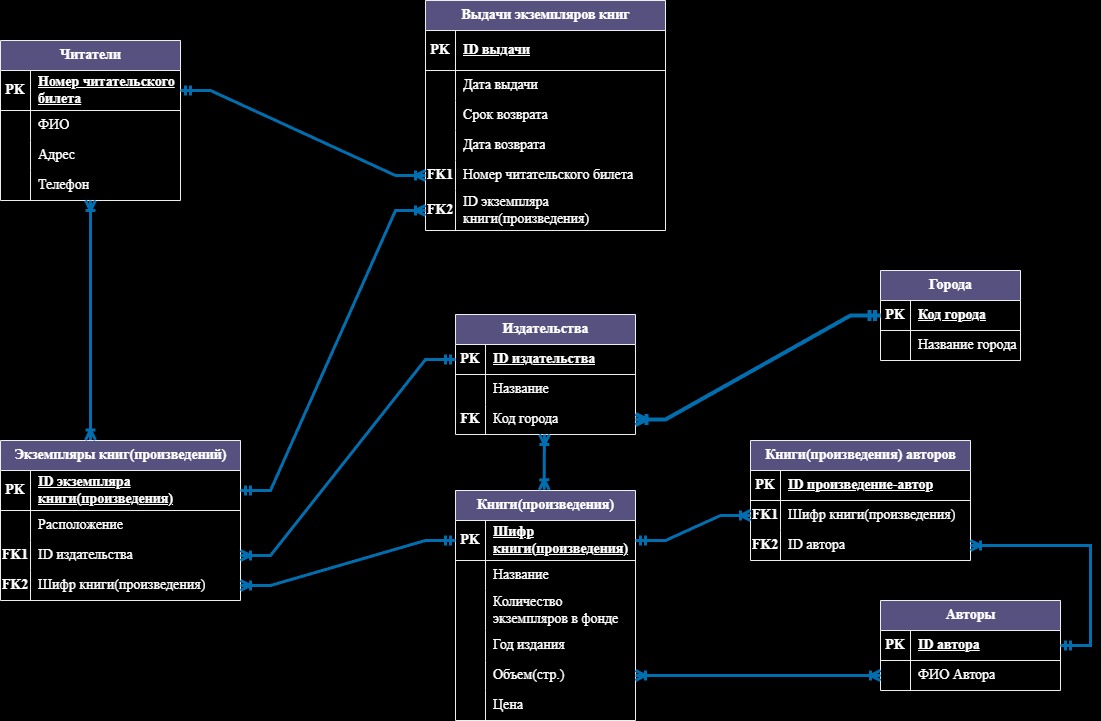 Выдачи экземпляров книг
PK ID выдачи
Дата выдачи
Срок возврата
Дата возврата
FK1 Номер читательского билета
FK2 ID экземпляра
книги(произведения)
Читатели
PK Номер читательского
билета
ФИО
Адрес
Телефон
Города
PK Код города
Название города
Издательства
PK ID издательства
Название
FK Код города
Экземпляры книг(произведений)
PK ID экземпляра
книги(произведения)
Расположение
FK1 ID издательства
FK2 Шифр книги(произведения)
Книги(произведения)
PK Шифр
книги(произведения)
Название
Количество
экземпляров в фонде
Год издания
Объем(стр.)
Цена
Книги(произведения) авторов
PK ID произведение-автор
FK1 Шифр книги(произведения)
FK2 ID автора
Авторы
PK ID автора
ФИО Автора